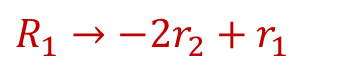 R₁ → −2r₂ + r₁